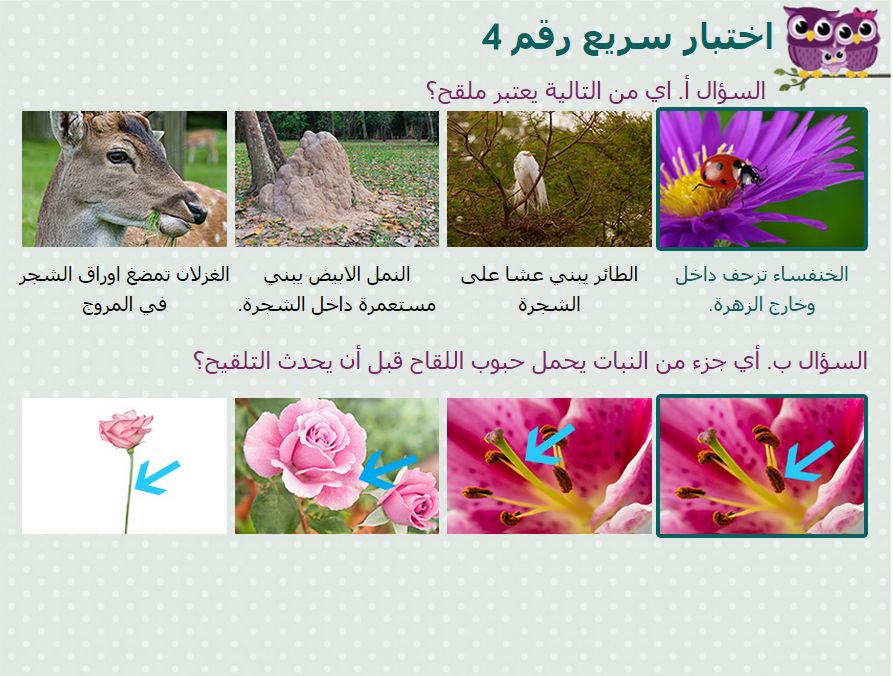 اختبار سريع رقم 4
السؤال أ. اي من التالية يعتبر ملقح؟
الخنفساء تزحف داخل
وخارج الزهرة.
الطائر يبني عشا على
الشجرة
النمل الابيض يبني
مستعمرة داخل الشجرة.
الغزلان تمضغ اوراق الشجر
في المروج
السؤال ب. أي جزء من النبات يحمل حبوب اللقاح قبل أن يحدث التلقيح؟